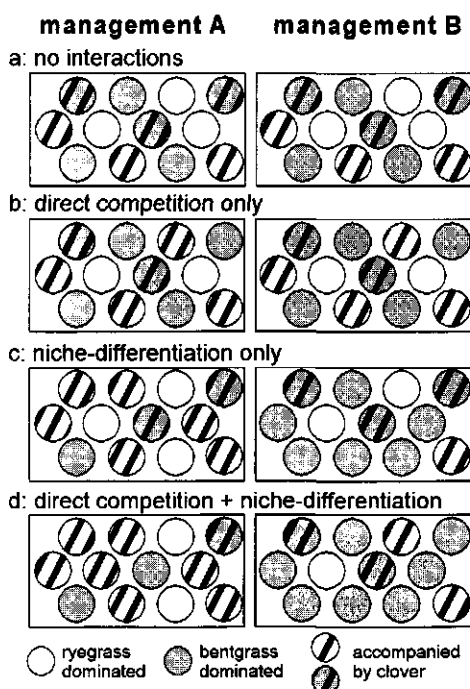 management A management B
a: no interactions
b: direct competition only
c: niche-differentiation only
d: direct competition + niche-differentiation
ryegrass dominated
bentgrass dominated
accompanied by clover